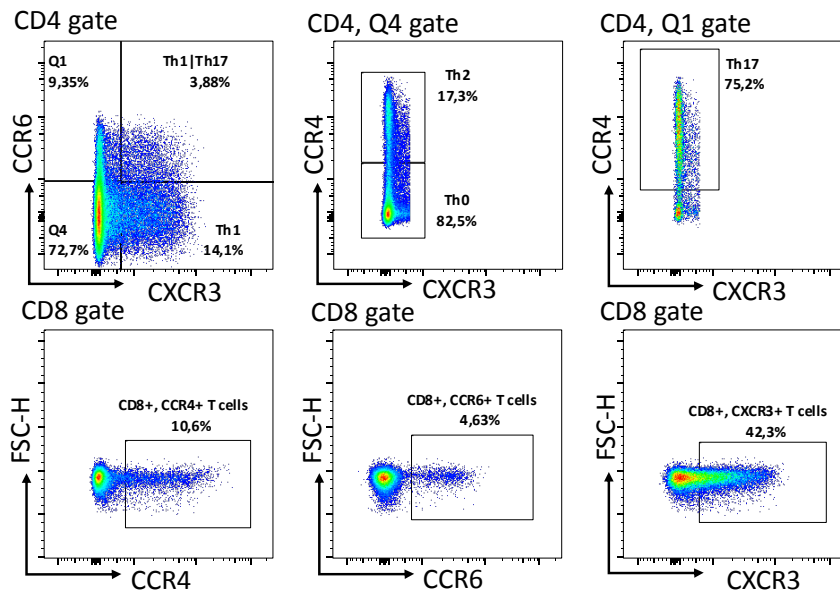 CD4 gate
Q1
9,35%
Th1|Th17
3,88%
Q4
72,7%
Th1
14,1%
CCR6
CXCR3
CD4, Q4 gate
Th2
17,3%
Th0
82,5%
CCR4
CXCR3
CD4, Q1 gate
Th17
75,2%
CCR4
CXCR3
CD8 gate
CD8+, CCR4+ T cells
10,6%
FSC-H
CCR4
CD8 gate
CD8+, CCR6+ T cells
4,63%
FSC-H
CCR6
CD8 gate
CD8+, CXCR3+ T cells
42,3%
FSC-H
CXCR3